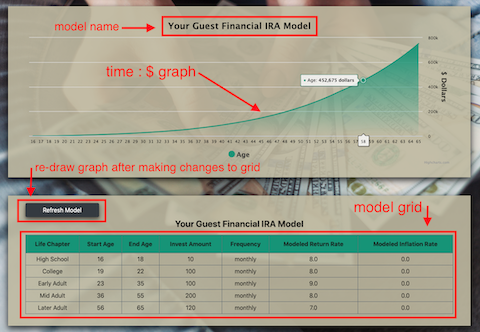 model name
Your Guest Financial IRA Model
800k
time : $ graph
600k
Age: 452,675 dollars
400k
$ Dollars
200k
0
16 17 18 19 20 21 22 23 24 25 26 27 28 29 30 31 32 33 34 35 36 37 38 39 40 41 42 43 44 45 46 47 48 49 50 51 52 53 54 55 56 57 58 59 60 61 62 63 64 65
Age
re-draw graph after making changes to grid
Refresh Model
model grid
Your Guest Financial IRA Model
Life Chapter Start Age End Age Invest Amount Frequency Modeled Return Rate Modeled Inflation Rate
High School 16 18 10 monthly 8.0 0.0
College 19 22 100 monthly 8.0 0.0
Early Adult 23 35 100 monthly 9.0 0.0
Mid Adult 36 55 200 monthly 8.0 0.0
Later Adult 56 65 120 monthly 7.0 0.0